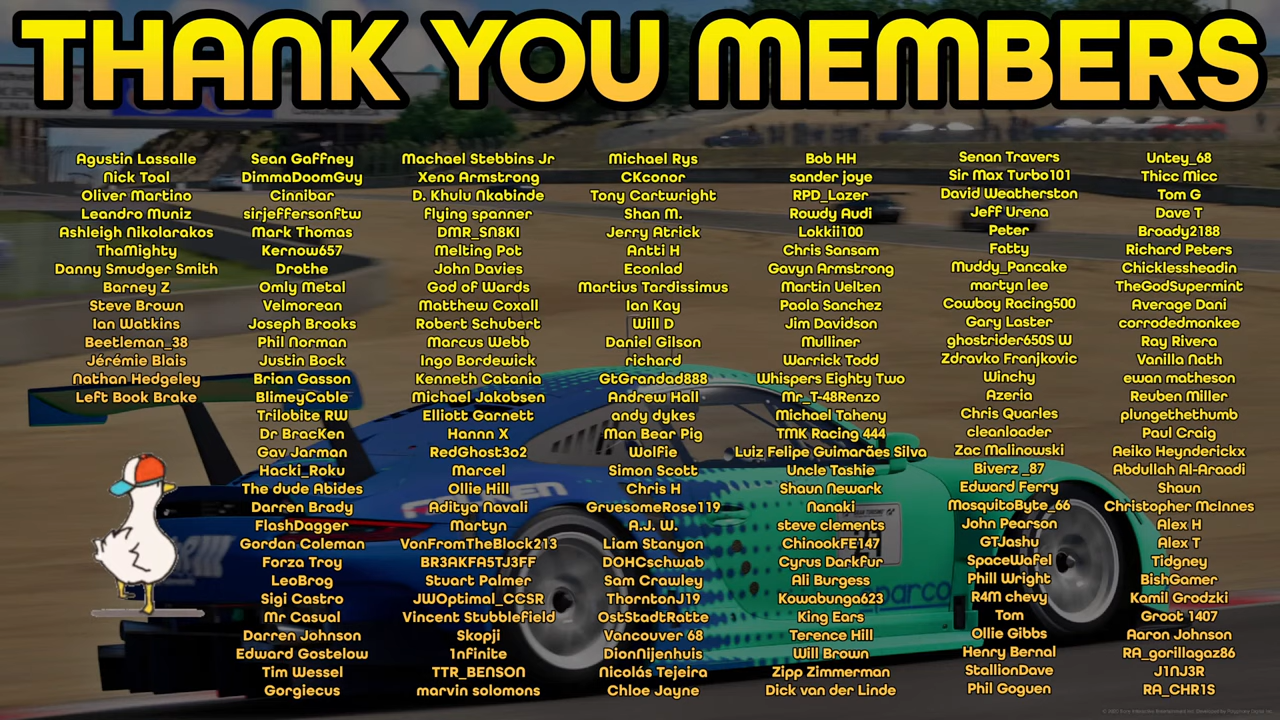 THANK YOU MEMBERS
Agustin Lassalle
Nick Toal
Oliver Martino
Leandro Muniz
Ashleigh Nikolarakos
ThaMighty
Danny Smudger Smith
Barney Z
Steve Brown
Ian Watkins
Beetleman_38
Jérémie Blais
Nathan Hedgeley
Left Book Brake
Sean Gaffney
DimmaDoomGuy
Cinnibar
sirjeffersonftw
Mark Thomas
Kernow657
Drothe
Omly Metal
Velmorean
Joseph Brooks
Phil Norman
Justin Bock
Brian Gasson
BlimeyCable
Trilobite RW
Dr BracKen
Gav Jarman
Hacki_Roku
The dude Abides
Darren Brady
FlashDagger
Gordan Coleman
Forza Troy
LeoBrog
Sigi Castro
Mr Casual
Darren Johnson
Edward Gostelow
Tim Wessel
Gorgiecus
Machael Stebbins Jr
Xeno Armstrong
D. Khulu Nkabinde
flying spanner
DMR_SN8KI
Melting Pot
John Davies
God of Wards
Matthew Coxall
Robert Schubert
Marcus Webb
Ingo Bordewick
Kenneth Catania
Michael Jakobsen
Elliott Garnett
Hannn X
RedGhost3o2
Marcel
Ollie Hill
Aditya Navali
Martyn
VonFromTheBlock213
BR3AKFA5TJ3FF
Stuart Palmer
JWOptimal_CCSR
Vincent Stubblefield
Skopji
1nfinite
TTR_BENSON
marvin solomons
Michael Rys
CKconor
Tony Cartwright
Shan M.
Jerry Atrick
Antti H
Econlad
Martius Tardissimus
Ian Kay
Will D
Daniel Gilson
richard
GtGrandad888
Andrew Hall
andy dykes
Man Bear Pig
Wolfie
Simon Scott
Chris H
GruesomeRose119
A.J. W.
Liam Stanyon
DOHCschwab
Sam Crawley
ThorntonJ19
OstStadtRatte
Vancouver 68
DionNijenhuis
Nicolás Tejeira
Chloe Jayne
Bob HH
sander joye
RPD_Lazer
Rowdy Audi
Lokkii100
Chris Sansam
Gavyn Armstrong
Martin Uelten
Paola Sanchez
Jim Davidson
Mulliner
Warrick Todd
Whispers Eighty Two
Mr_T-48Renzo
Michael Taheny
TMK Racing 444
Luiz Felipe Guimarães Silva
Uncle Tashie
Shaun Newark
Nanaki
steve clements
ChinookFE147
Cyrus Darkfur
Ali Burgess
Kowabunga623
King Ears
Terence Hill
Will Brown
Zipp Zimmerman
Dick van der Linde
Senan Travers
Sir Max Turbo101
David Weatherston
Jeff Urena
Peter
Fatty
Muddy_Pancake
martyn lee
Cowboy Racing500
Gary Laster
ghostrider650S W
Zdravko Franjkovic
Winchy
Azeria
Chris Quarles
cleanloader
Zac Malinowski
Biverz _87
Edward Ferry
MosquitoByte_66
John Pearson
GTJashu
SpaceWafel
Phill Wright
R4M chevy
Tom
Ollie Gibbs
Henry Bernal
StallionDave
Phil Goguen
Untey_68
Thicc Micc
Tom G
Dave T
Broady2188
Richard Peters
Chicklessheadin
TheGodSupermint
Average Dani
corrodedmonkee
Ray Rivera
Vanilla Nath
ewan matheson
Reuben Miller
plungethethumb
Paul Craig
Aeiko Heynderickx
Abdullah Al-Araadi
Shaun
Christopher McInnes
Alex H
Alex T
Tidgney
BishGamer
Kamil Grodzki
Groot 1407
Aaron Johnson
RA_gorillagaz86
J1NJ3R
RA_CHR1S